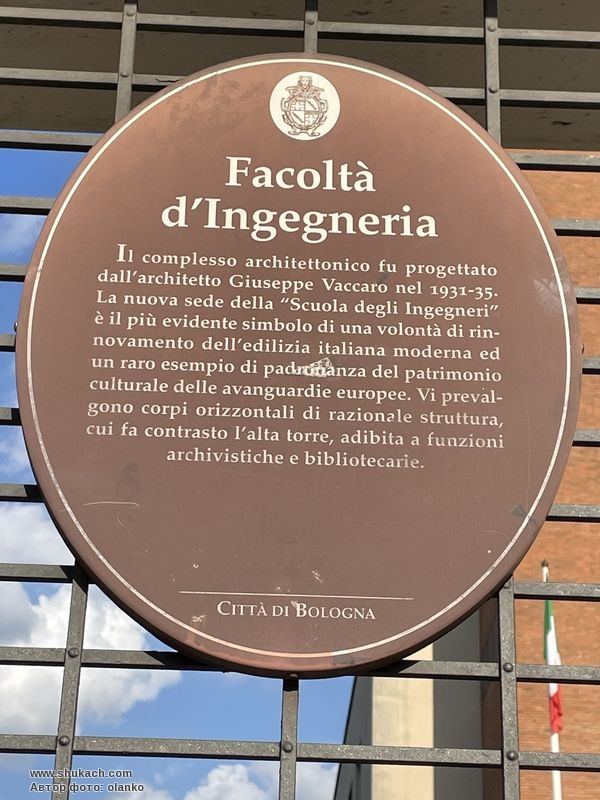 Facoltà
d'Ingegneria
Il complesso architettonico fu progettato
dall'architetto Giuseppe Vaccaro nel 1931-35.
La nuova sede della "Scuola degli Ingegneri"
è il più evidente simbolo di una volontà di rin-
novamento dell'edilizia italiana moderna ed
un raro esempio di padronanza del patrimonio
culturale delle avanguardie europee. Vi preval-
gono corpi orizzontali di razionale struttura,
cui fa contrasto l'alta torre, adibita a funzioni
archivistiche e bibliotecarie.
CITTÀ DI BOLOGNA
www.shukach.com
Автор фото: olanko